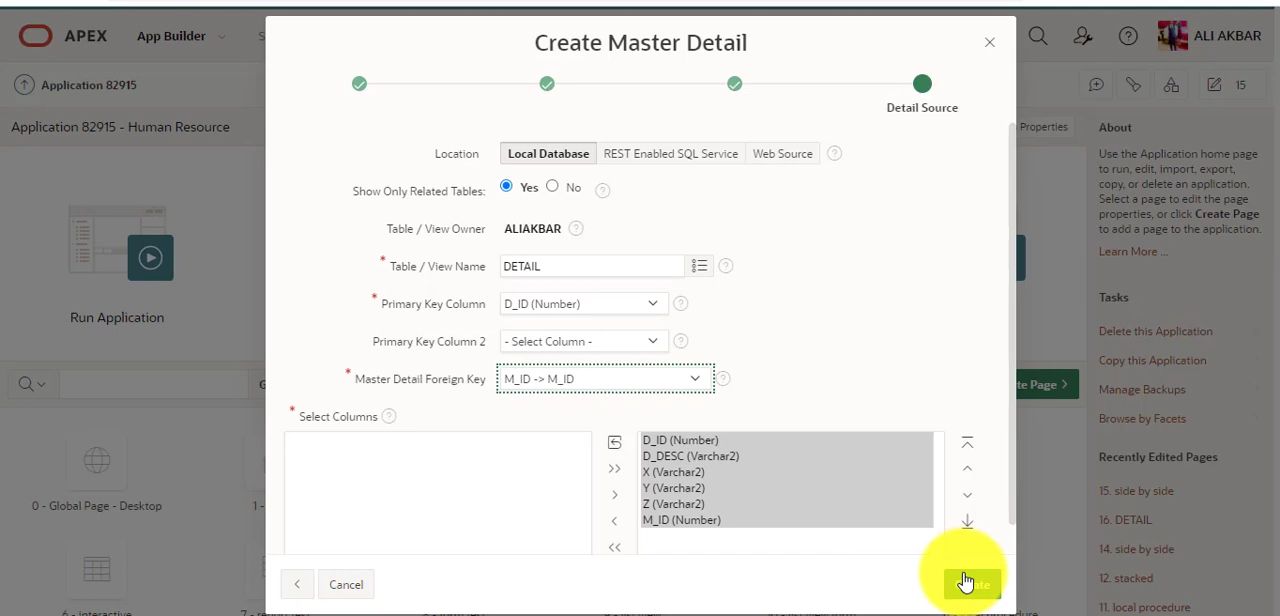 Create Master Detail
APEX
App Builder
S
ALI AKBAR
Application 82915
15
Detail Source
Application 82915 - Human Resource
Properties
About
Use the Application home page
to run, edit, import, export,
copy, or delete an application.
Select a page to edit the page
properties, or click Create Page
to add a page to the application.
Learn More ...
Location
Local Database
REST Enabled SQL Service
Web Source
Show Only Related Tables:
Yes
No
Table / View Owner
ALIAKBAR
* Table / View Name
DETAIL
* Primary Key Column
D_ID (Number)
Primary Key Column 2
- Select Column -
* Master Detail Foreign Key
M_ID -> M_ID
* Select Columns
D_ID (Number)
D_DESC (Varchar2)
X (Varchar2)
Y (Varchar2)
Z (Varchar2)
M_ID (Number)
Run Application
Tasks
Delete this Application
Copy this Application
Manage Backups
Browse by Facets
te Page >
Recently Edited Pages
15. side by side
16. DETAIL
14. side by side
12. stacked
11. local procedure
0 - Global Page - Desktop
1 -
6 - interactive
Cancel